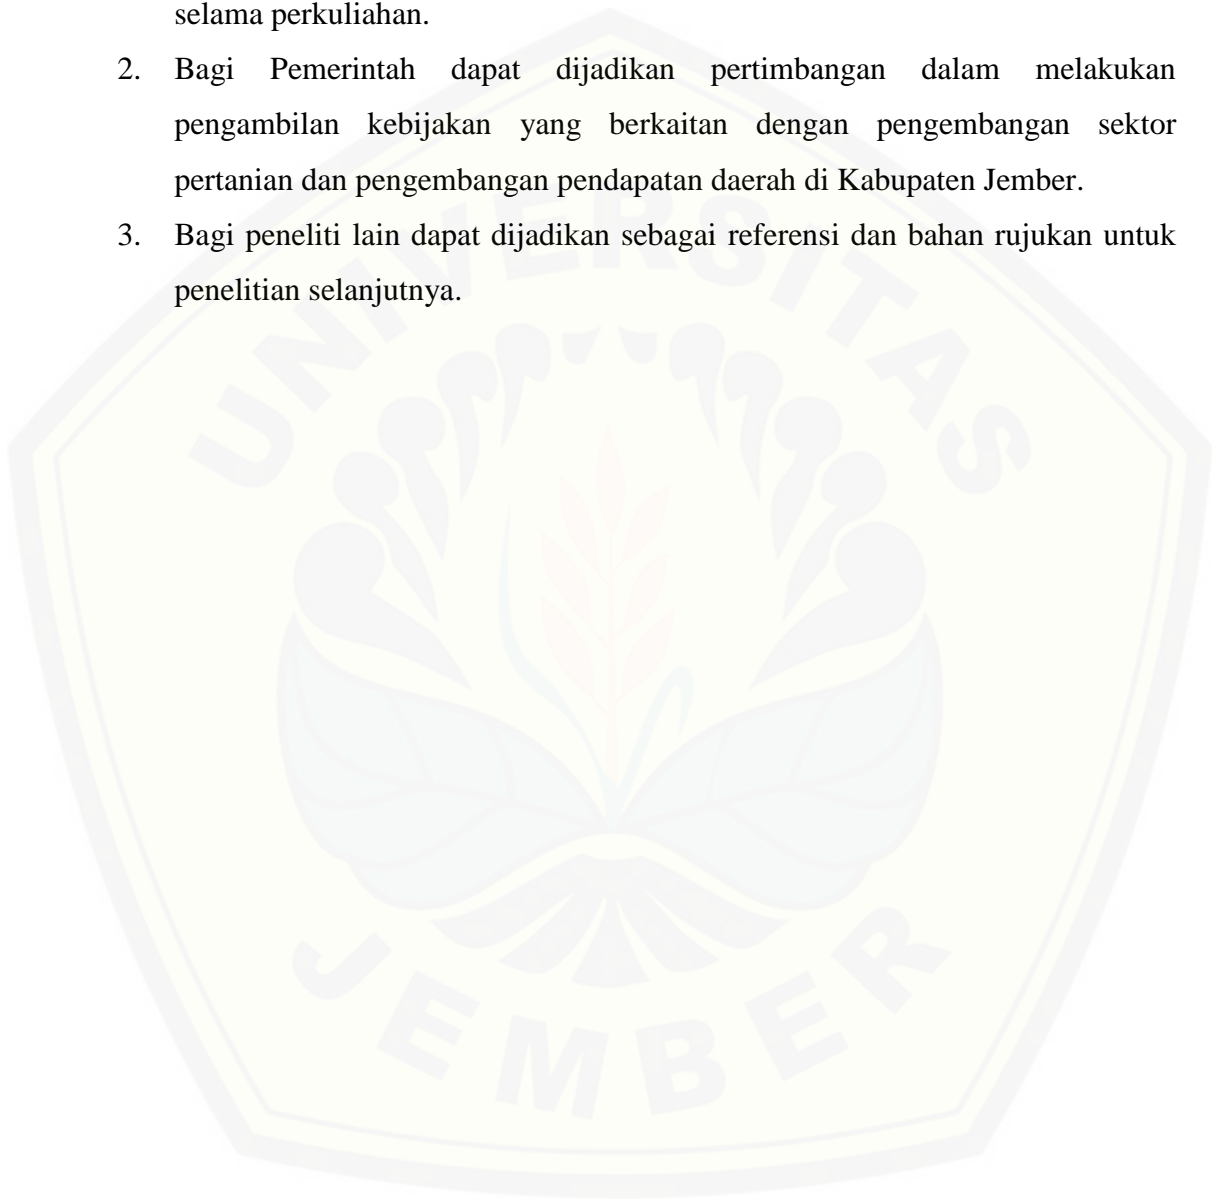 selama perkuliahan.
2. Bagi Pemerintah dapat dijadikan pertimbangan dalam melakukan
pengambilan kebijakan yang berkaitan dengan pengembangan sektor
pertanian dan pengembangan pendapatan daerah di Kabupaten Jember.
3. Bagi peneliti lain dapat dijadikan sebagai referensi dan bahan rujukan untuk
penelitian selanjutnya.
UNIVERSITAS
JEMBER